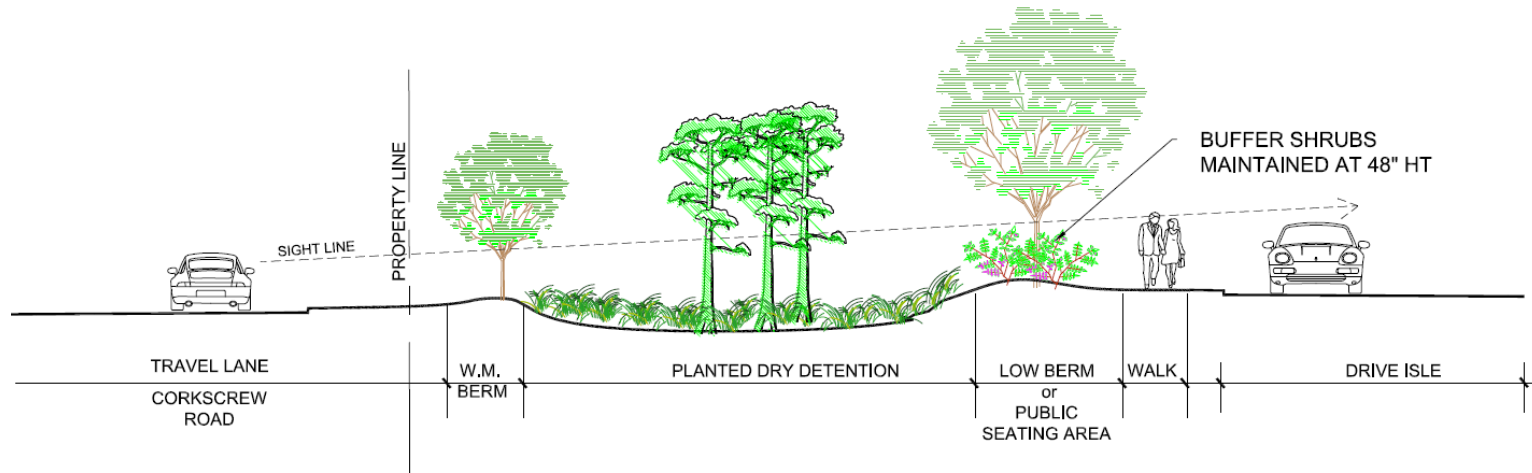 PROPERTY LINE
SIGHT LINE
BUFFER SHRUBS
MAINTAINED AT 48" HT
TRAVEL LANE
CORKSCREW
ROAD
W.M.
BERM
PLANTED DRY DETENTION
LOW BERM
or
PUBLIC
SEATING AREA
WALK
DRIVE ISLE